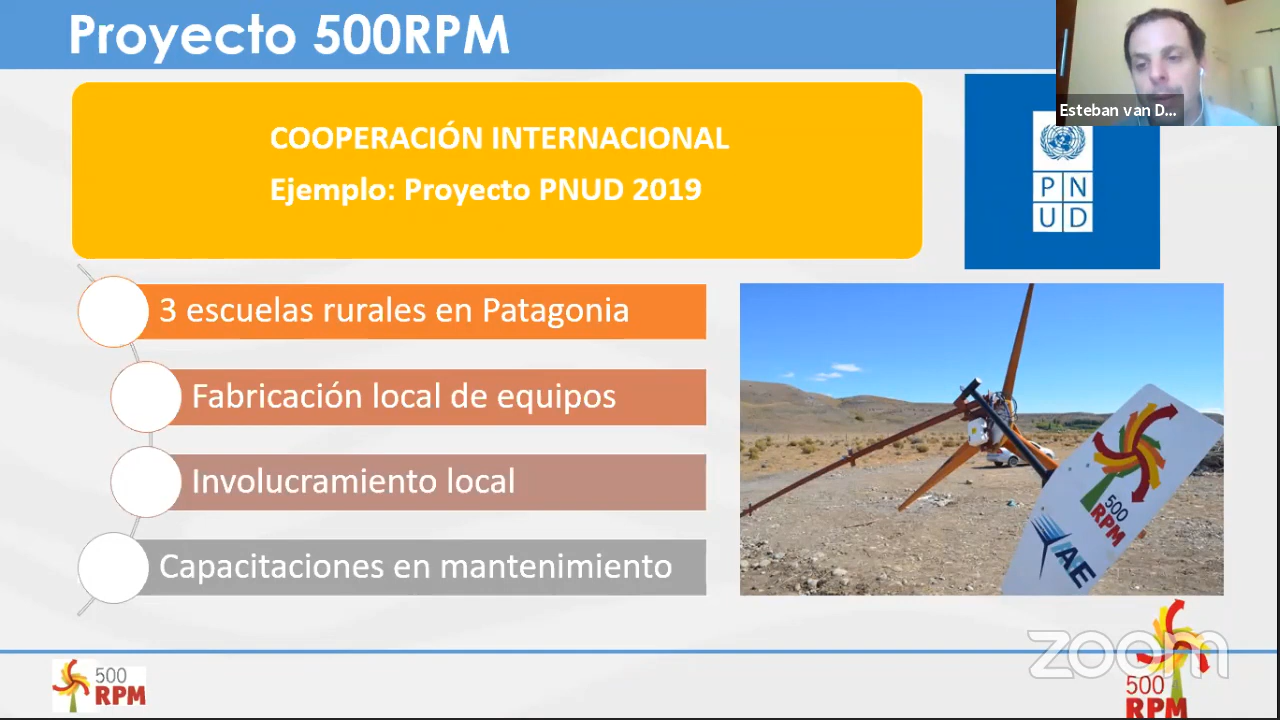 Proyecto 500RPM
Esteban van D...
COOPERACIÓN INTERNACIONAL
Ejemplo: Proyecto PNUD 2019
P N
U D
3 escuelas rurales en Patagonia
Fabricación local de equipos
Involucramiento local
Capacitaciones en mantenimiento
500
RPM
IAE
zoom
500
RPM
500
RPM